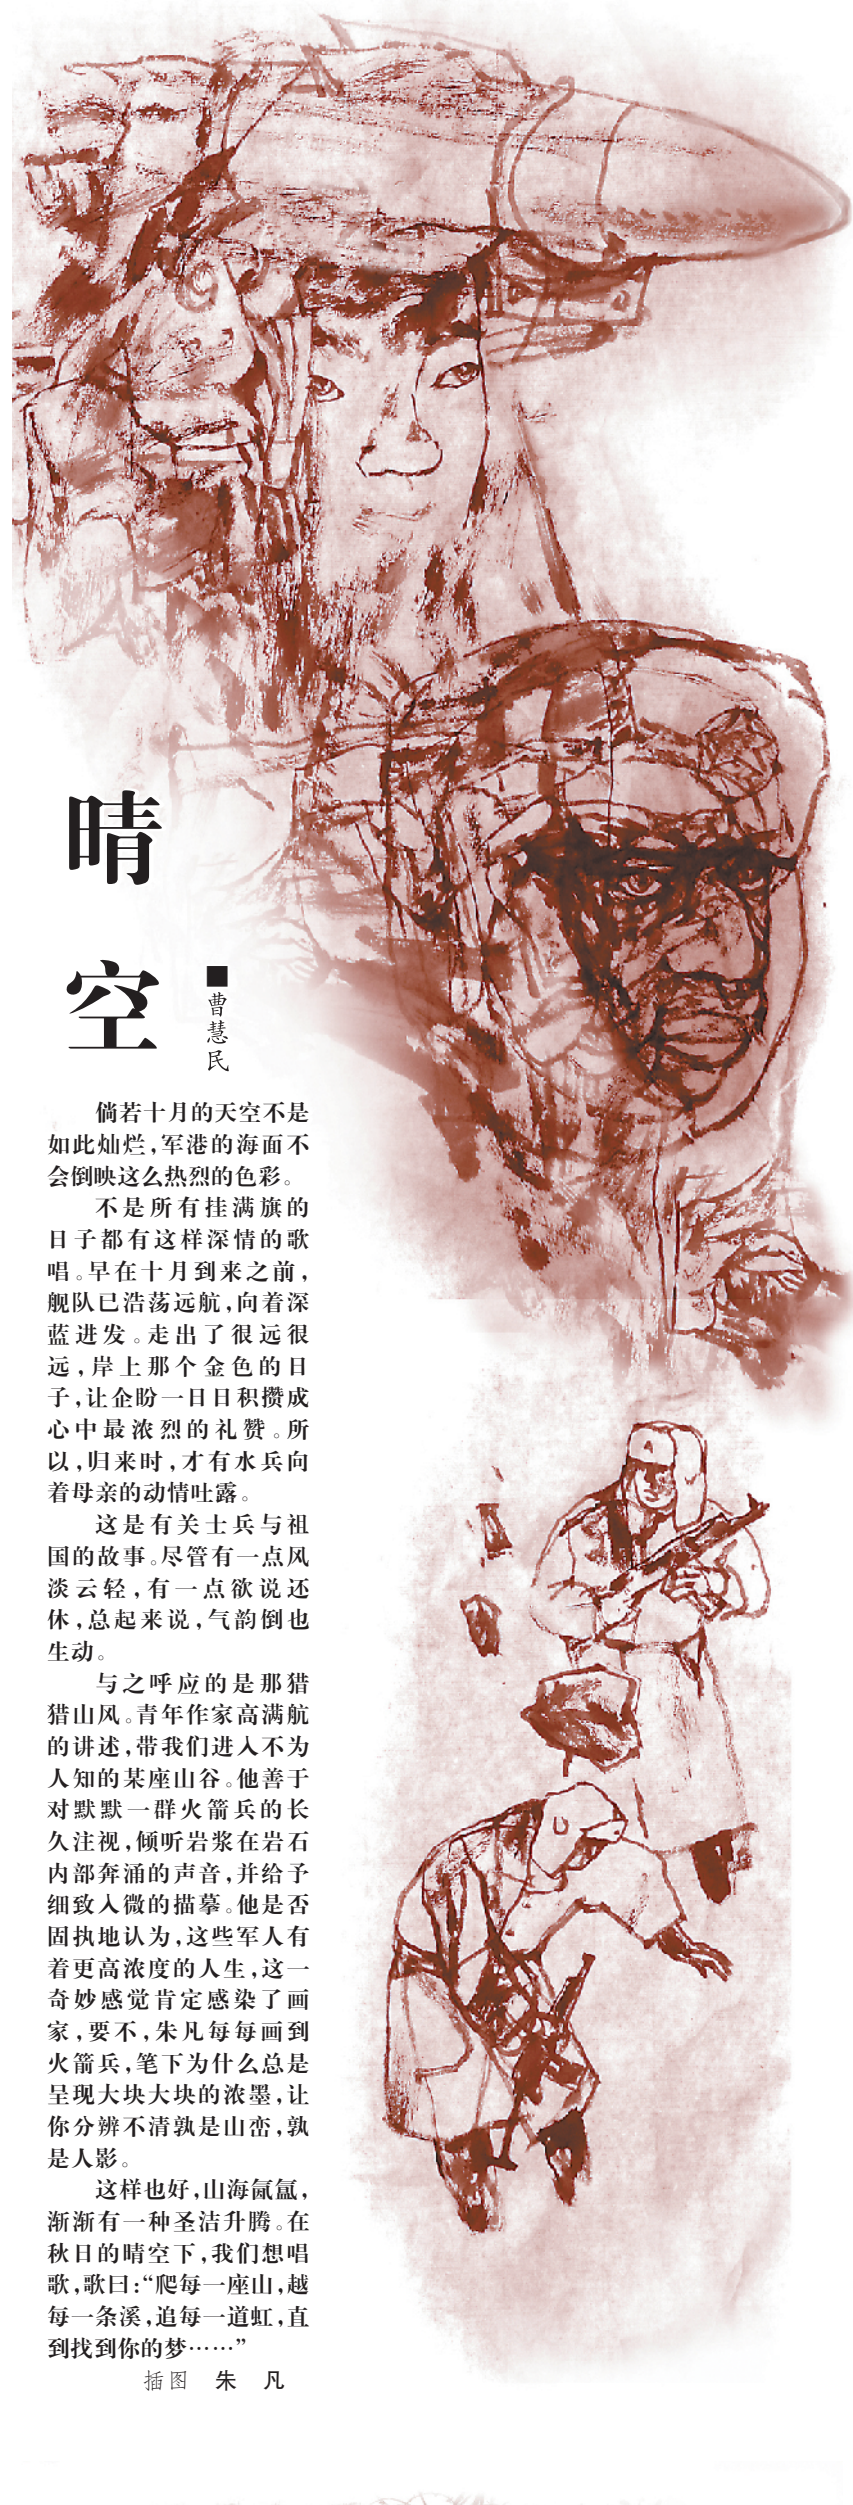 晴空
■曹慧民
倘若十月的天空不是
如此灿烂,军港的海面不
会倒映这么热烈的色彩。
不是所有挂满旗的
日子都有这样深情的歌
唱。早在十月到来之前,
舰队已浩荡远航,向着深
蓝进发。走出了很远很
远,岸上那个金色的日
子,让企盼一日日积攒成
心中最浓烈的礼赞。所
以,归来时,才有水兵向
着母亲的动情吐露。
这是有关士兵与祖
国的故事。尽管有一点风
淡云轻,有一点欲说还
休,总起来说,气韵倒也
生动。
与之呼应的是那猎
猎山风。青年作家高满航
的讲述,带我们进入不为
人知的某座山谷。他善于
对默默一群火箭兵的长
久注视,倾听岩浆在岩石
内部奔涌的声音,并给予
细致入微的描摹。他是否
固执地认为,这些军人有
着更高浓度的人生,这一
奇妙感觉肯定感染了画
家,要不,朱凡每每画到
火箭兵,笔下为什么总是
呈现大块大块的浓墨,让
你分辨不清孰是山峦,孰
是人影。
这样也好,山海氤氲,
渐渐有一种圣洁升腾。在
秋日的晴空下,我们想唱
歌,歌曰:“爬每一座山,越
每一条溪,追每一道虹,直
到找到你的梦……”
插图 朱 凡